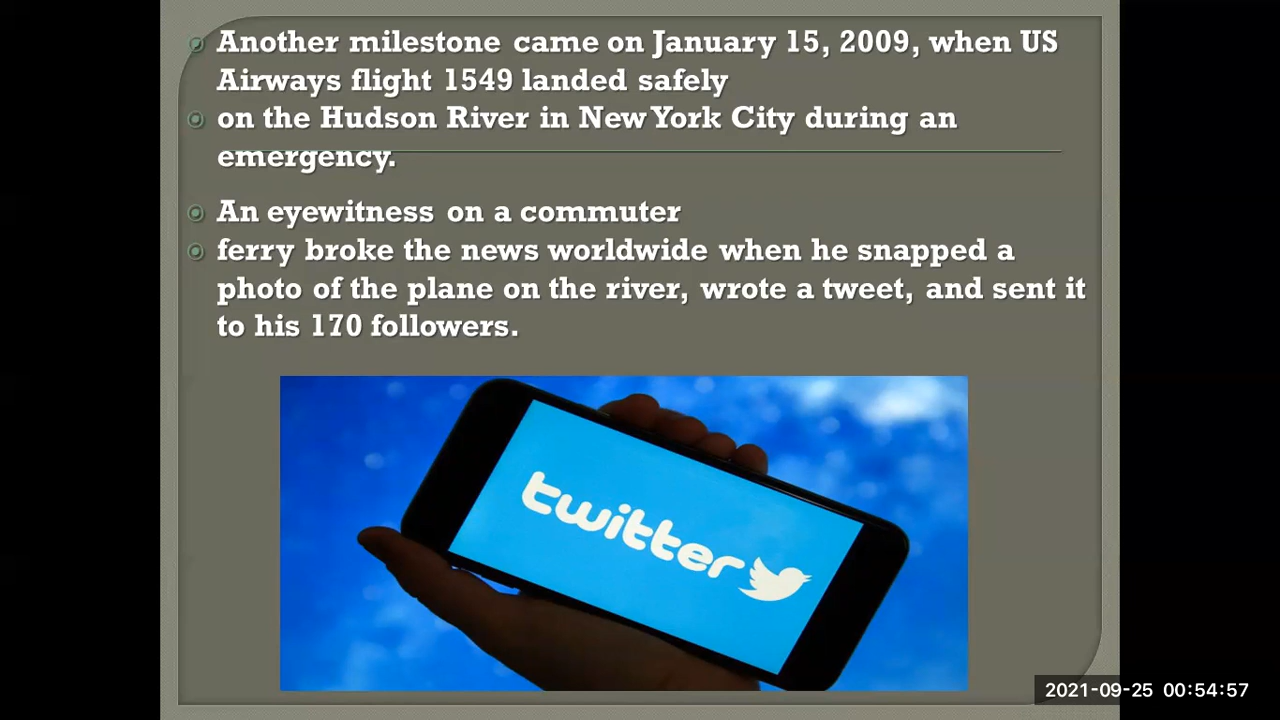 Another milestone came on January 15, 2009, when US
Airways flight 1549 landed safely
on the Hudson River in New York City during an
emergency.
An eyewitness on a commuter
ferry broke the news worldwide when he snapped a
photo of the plane on the river, wrote a tweet, and sent it
to his 170 followers.
twitter
2021-09-25 00:54:57